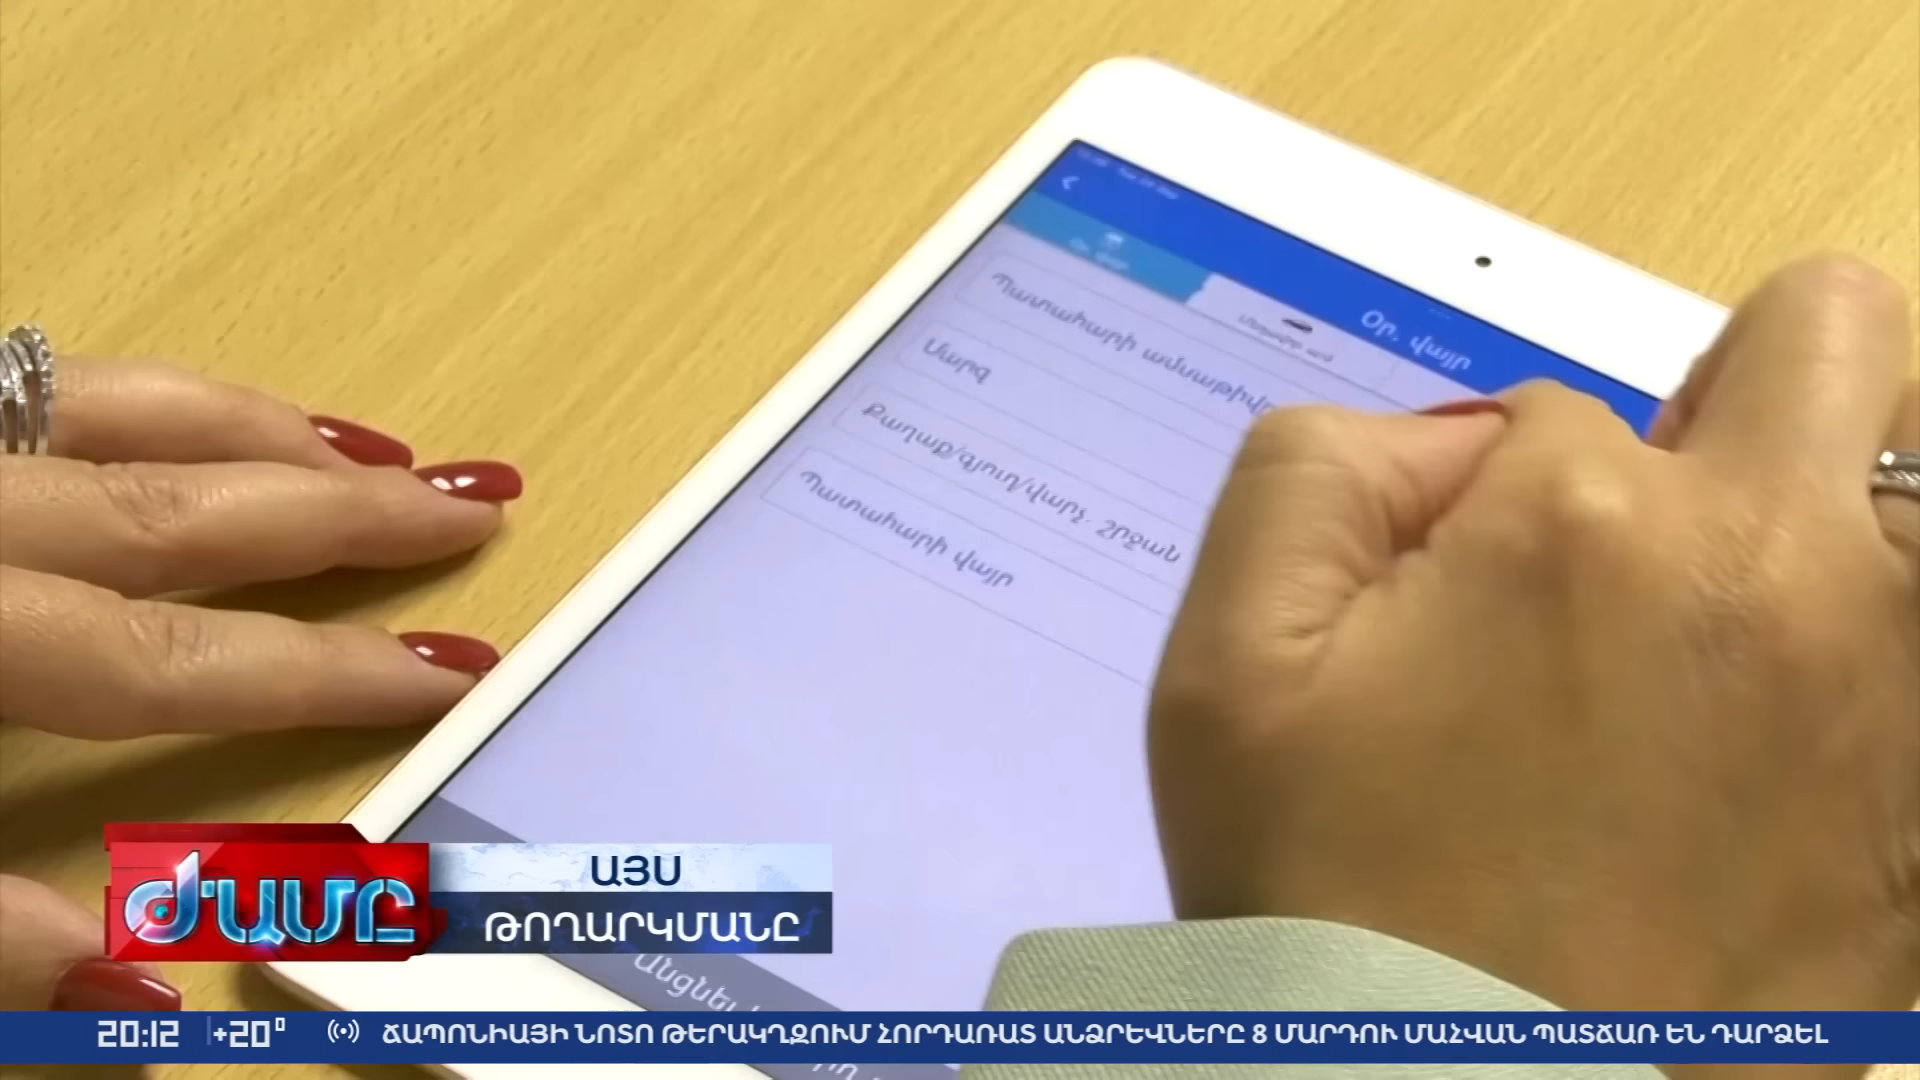 Օր, վայր
Պատահարի ամսաթիվը
Մարզ
Քաղաք/գյուղ/վարչ. շրջան
Պատահարի վայր
Անցնել
ԺԱՄԸ
ԱՅՍ
ԹՈՂԱՐԿՄԱՆԸ
20:12 +20° ՃԱՊՈՆԻԱՅԻ ՆՈՏՈ ԹԵՐԱԿՂԶՈՒՄ ՀՈՐԴԱՌԱՏ ԱՆՁՐԵՎՆԵՐԸ 8 ՄԱՐԴՈՒ ՄԱՀՎԱՆ ՊԱՏՃԱՌ ԵՆ ԴԱՐՁԵԼ